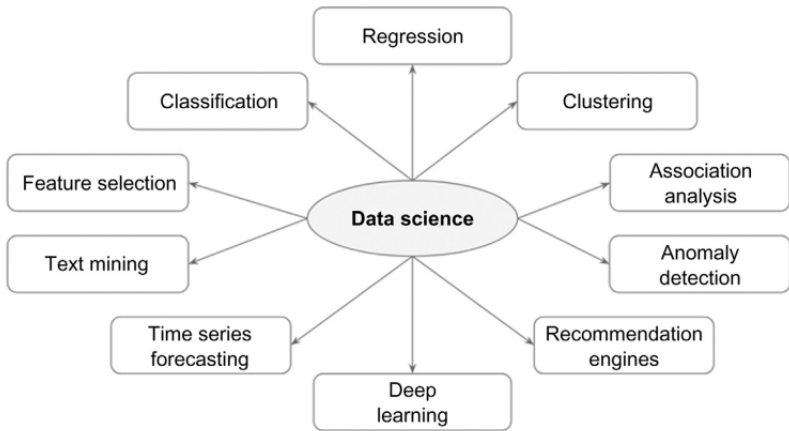 Regression
Classification
Clustering
Feature selection
Association
analysis
Data science
Text mining
Anomaly
detection
Time series
forecasting
Recommendation
engines
Deep
learning